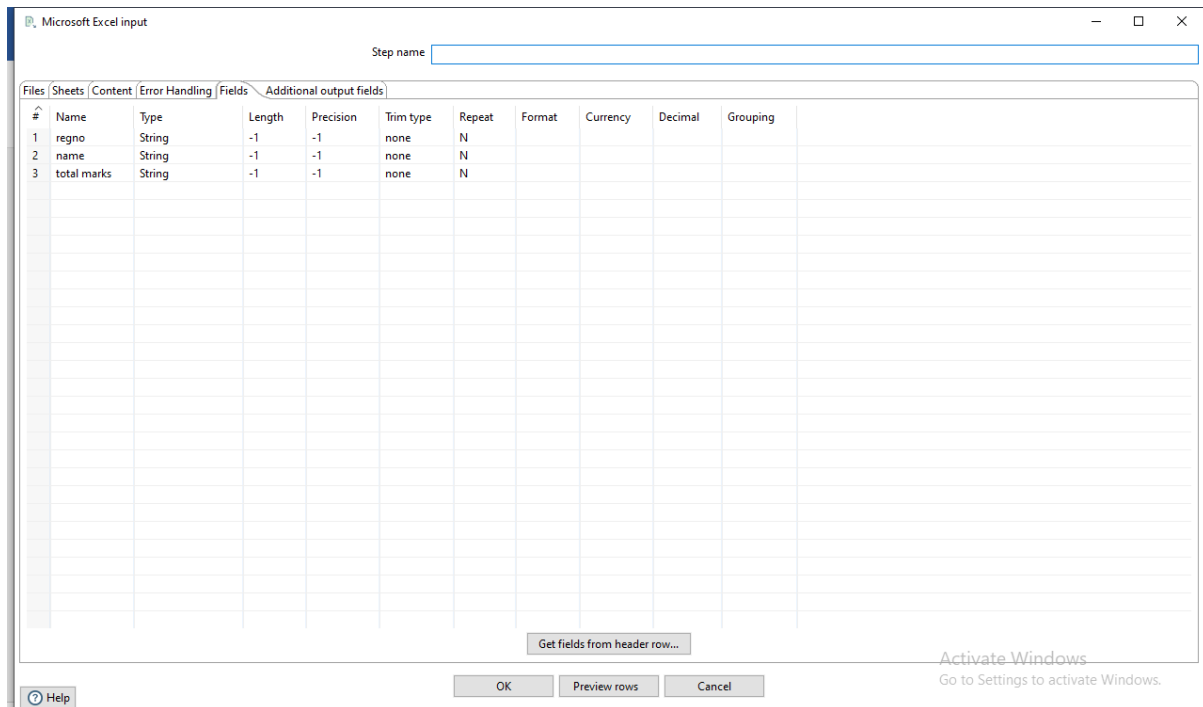 Microsoft Excel input
Step name
Files Sheets Content Error Handling Fields Additional output fields
# Name Type Length Precision Trim type Repeat Format Currency Decimal Grouping
1 regno String -1 -1 none N
2 name String -1 -1 none N
3 total marks String -1 -1 none N
Get fields from header row...
Activate Windows
Go to Settings to activate Windows.
OK Preview rows Cancel
? Help